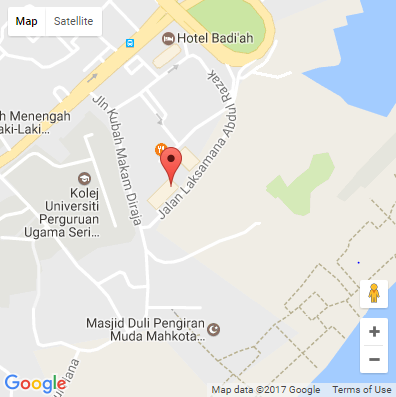 Map
Satellite
Hotel Badi'ah
h Menengah
aki-Laki...
Jln Kubah Makam Diraja
Jalan Laksamana Abdul Razak
Kolej
Universiti
Perguruan
Ugama Seri...
Masjid Duli Pengiran
Muda Mahkota...
Google
Map data ©2017 Google
Terms of Use